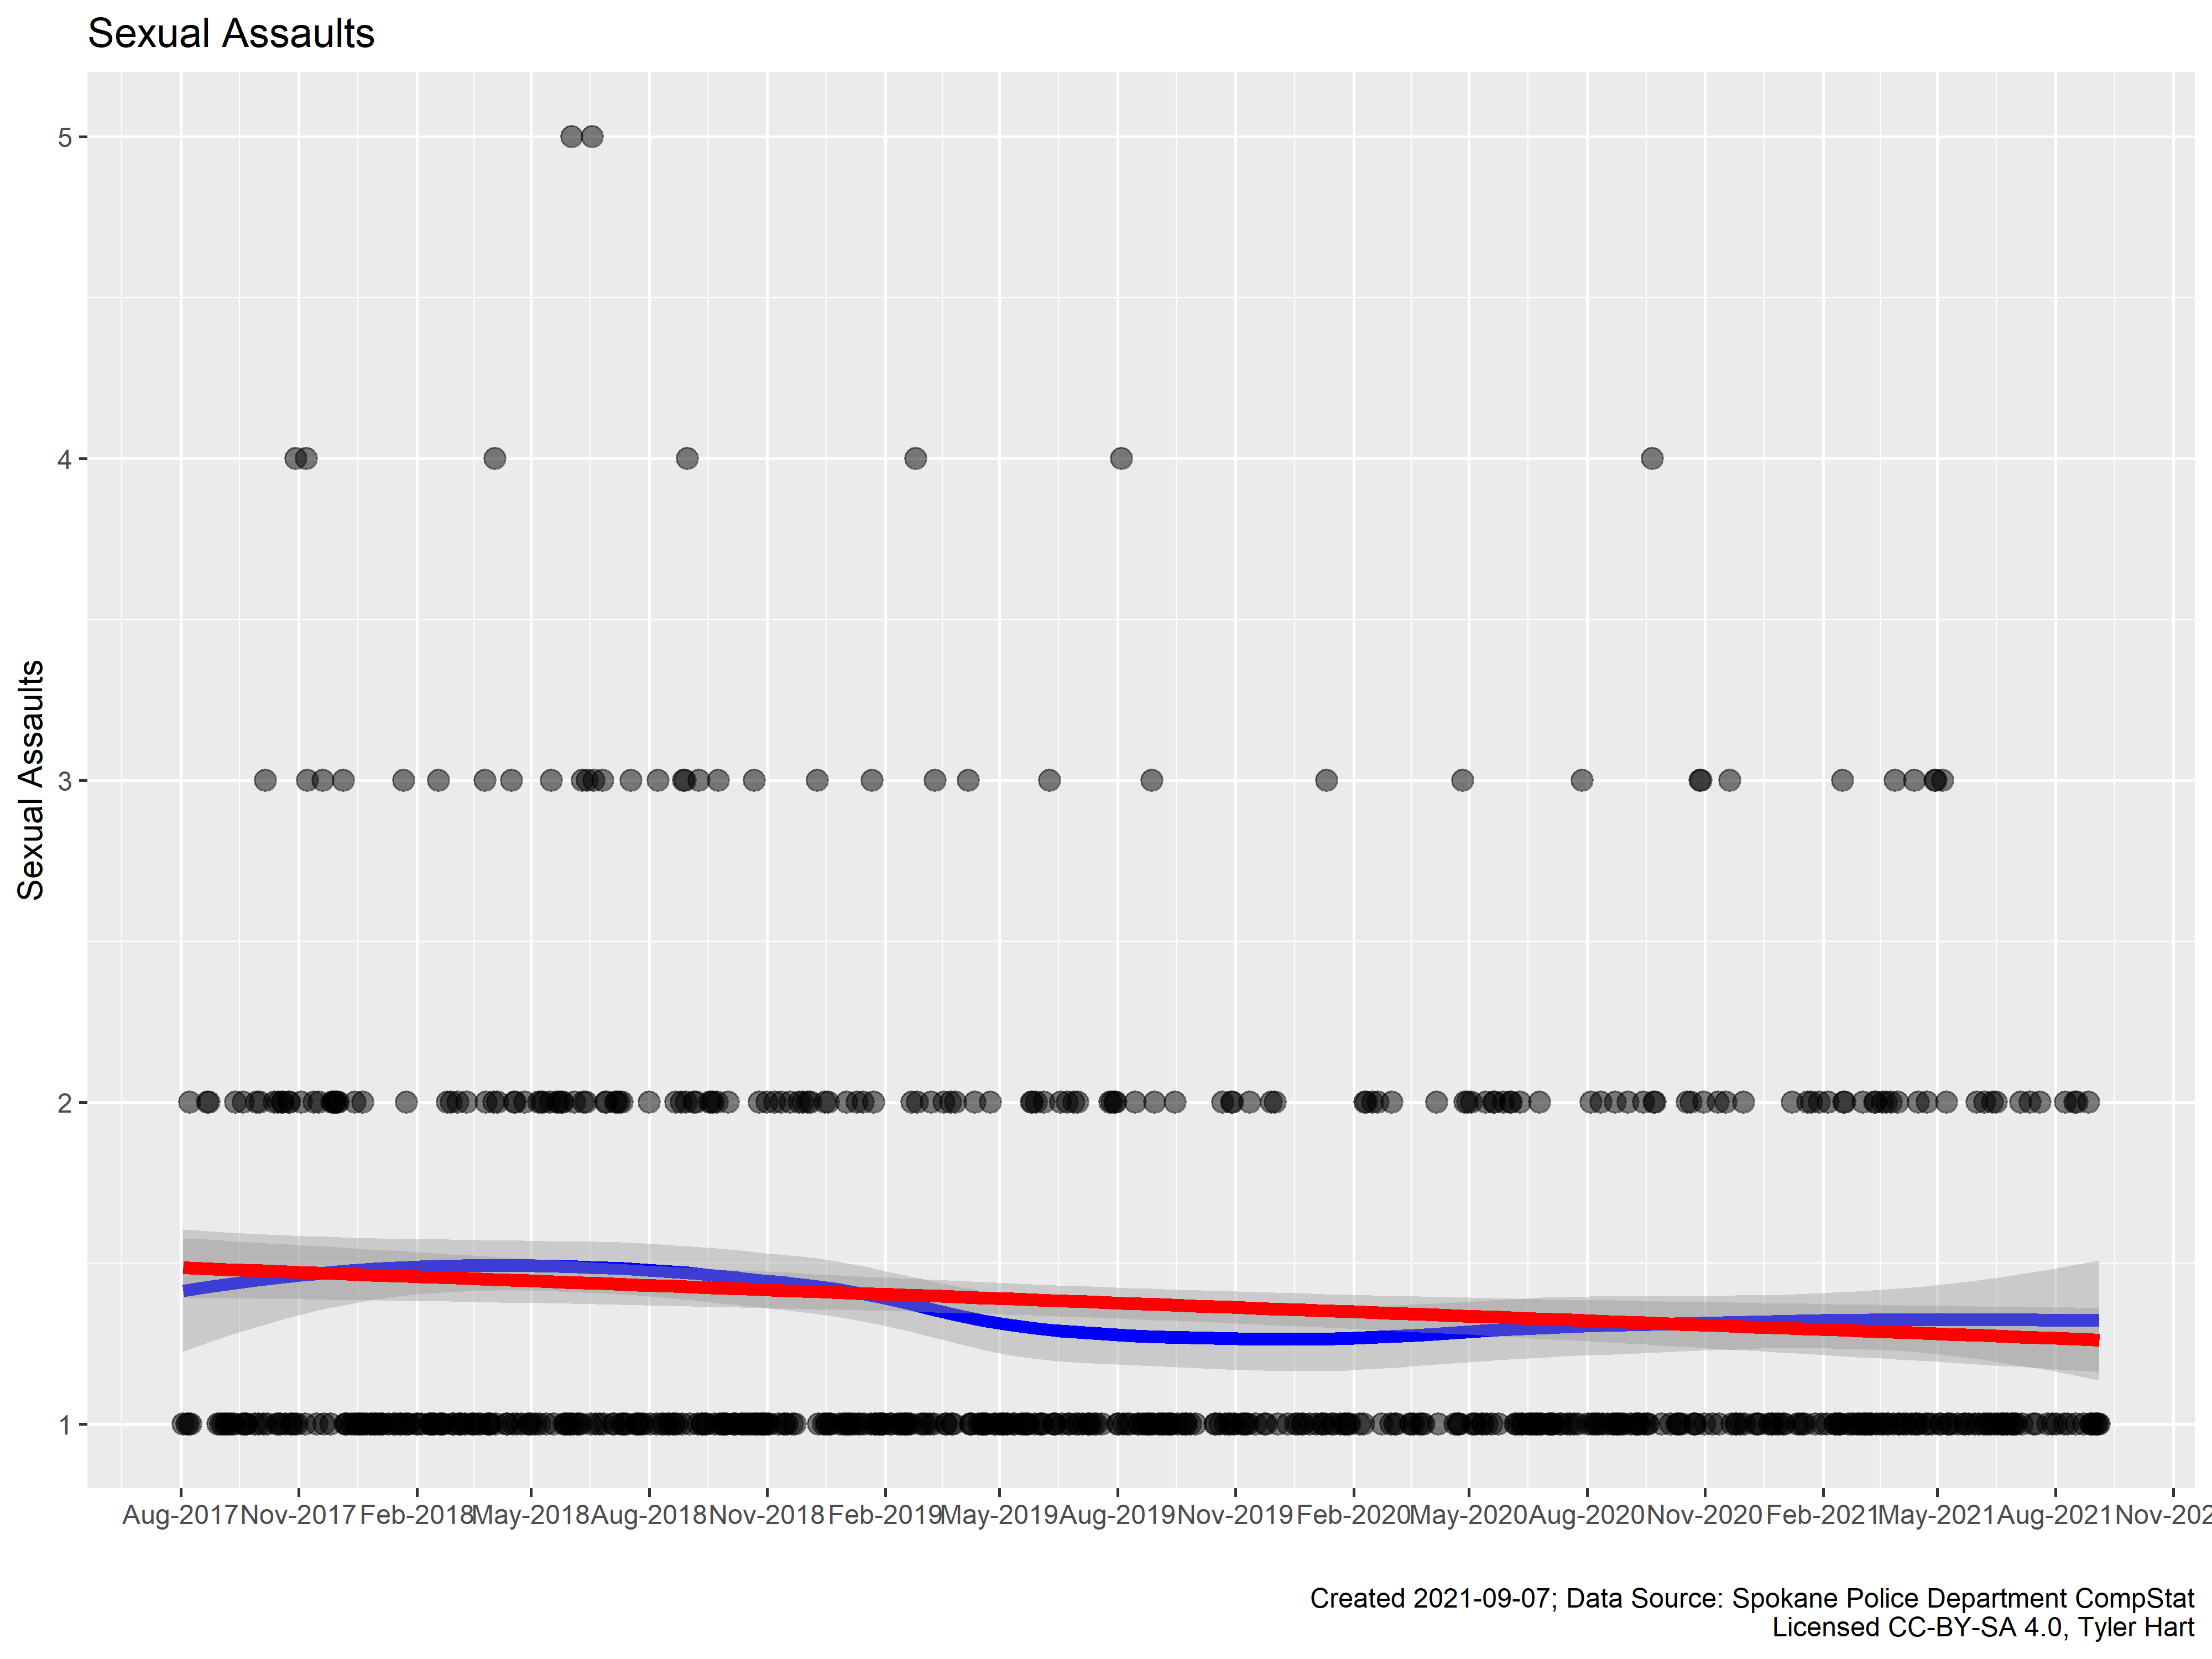 Sexual Assaults
5
4
3
2
1
Sexual Assaults
Aug-2017 Nov-2017 Feb-2018 May-2018 Aug-2018 Nov-2018 Feb-2019 May-2019 Aug-2019 Nov-2019 Feb-2020 May-2020 Aug-2020 Nov-2020 Feb-2021 May-2021 Aug-2021 Nov-202
Created 2021-09-07; Data Source: Spokane Police Department CompStat
Licensed CC-BY-SA 4.0, Tyler Hart